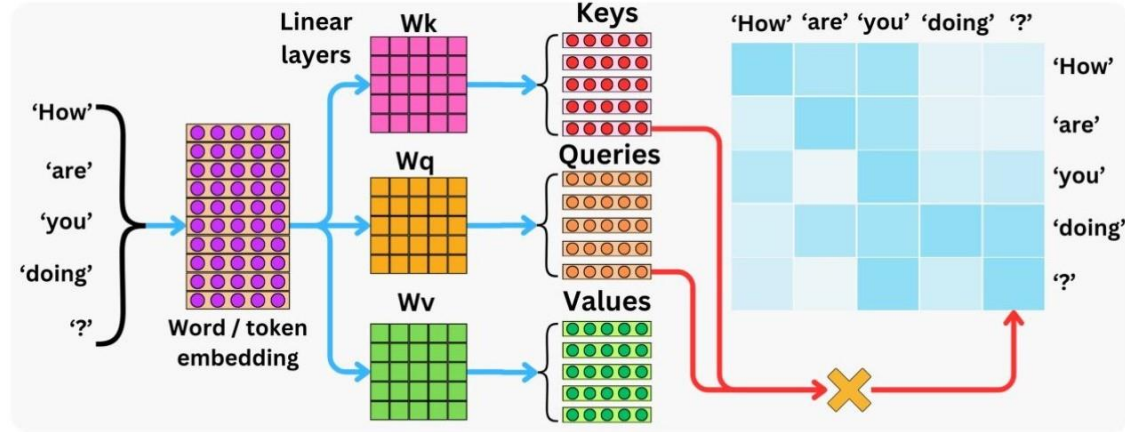 ‘How’
‘are’
‘you’
‘doing’
‘?’
Word / token
embedding
Linear
layers
Wk
Wq
Wv
Keys
Queries
Values
‘How’ ‘are’ ‘you’ ‘doing’ ‘?’
‘How’
‘are’
‘you’
‘doing’
‘?’